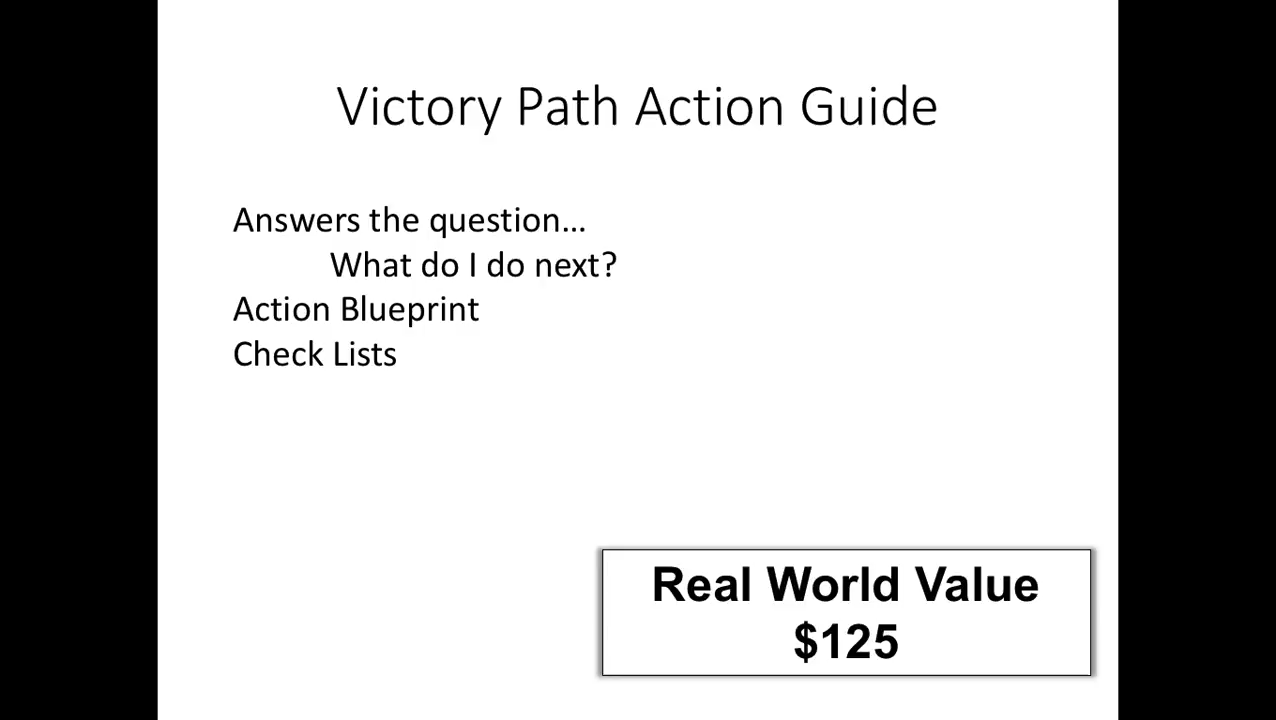 Victory Path Action Guide
Answers the question...
What do I do next?
Action Blueprint
Check Lists
Real World Value
$125